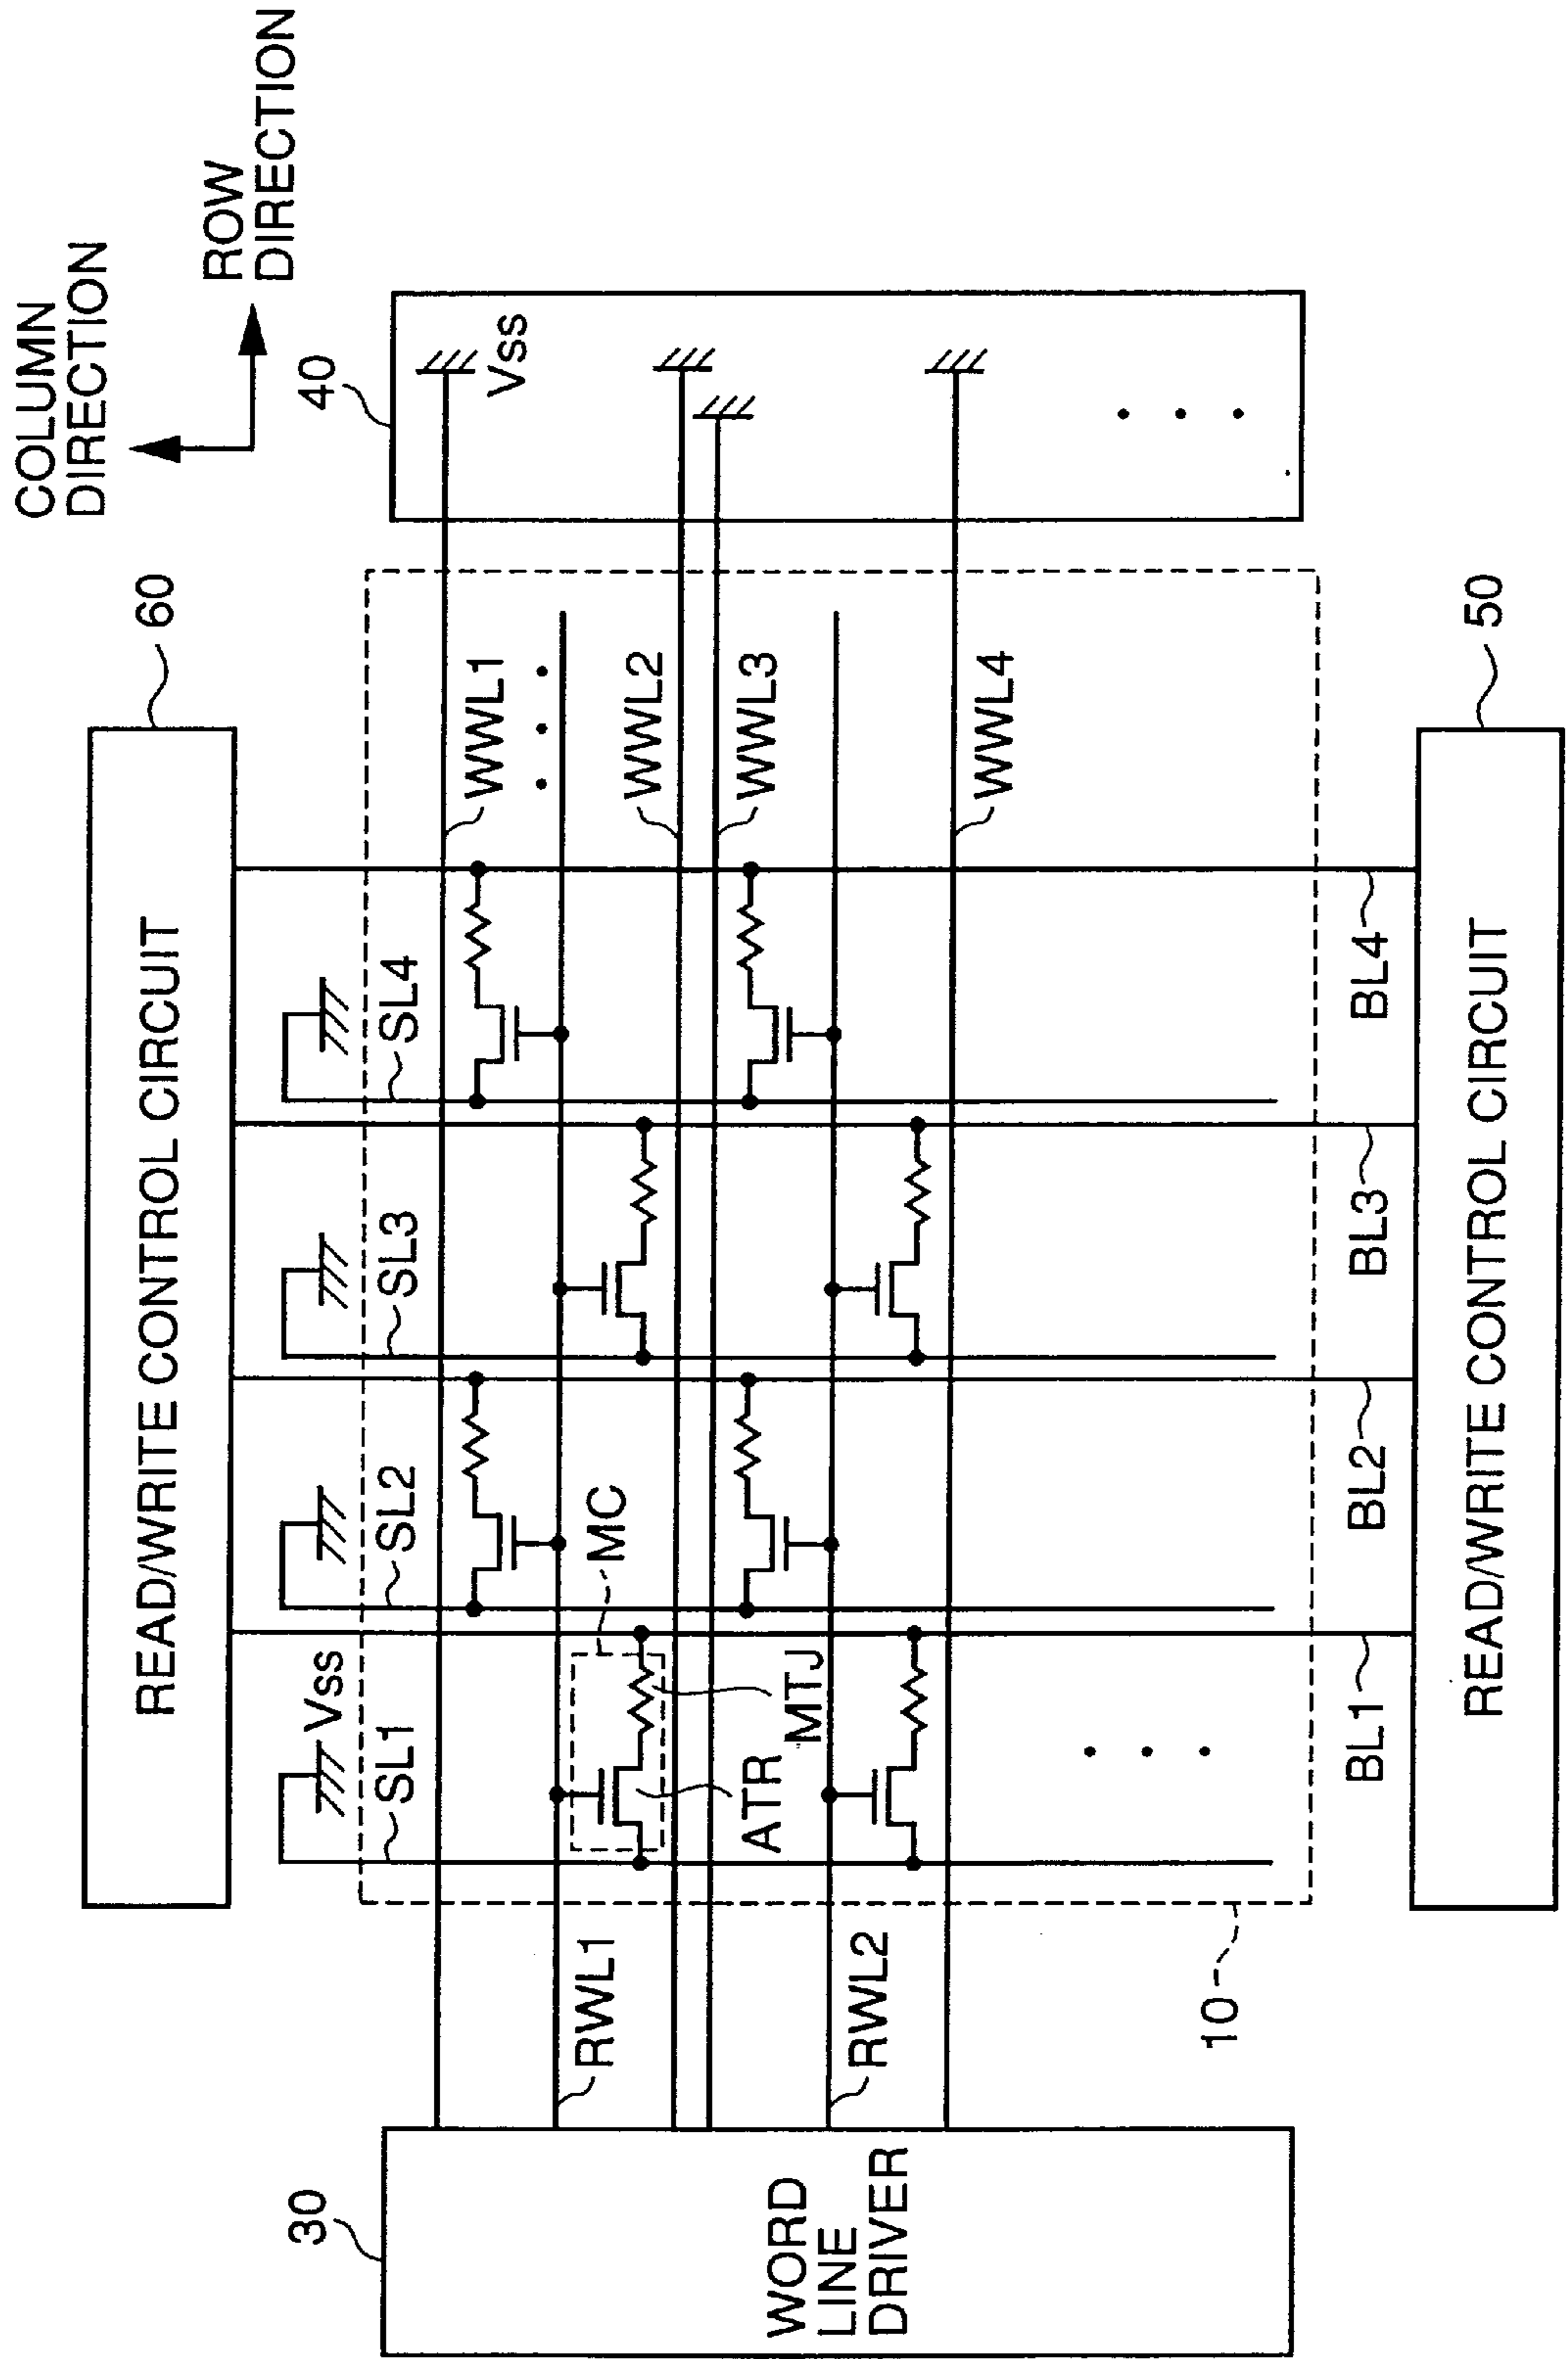 COLUMN
DIRECTION
ROW
DIRECTION
60
READ/WRITE CONTROL CIRCUIT
40
Vss
Vss
SL1
SL2
SL3
SL4
WWL1
MC
WWL2
WWL3
MTJ
ATR
WWL4
RWL1
RWL2
30
WORD
LINE
DRIVER
10
BL1
BL2
BL3
BL4
50
READ/WRITE CONTROL CIRCUIT